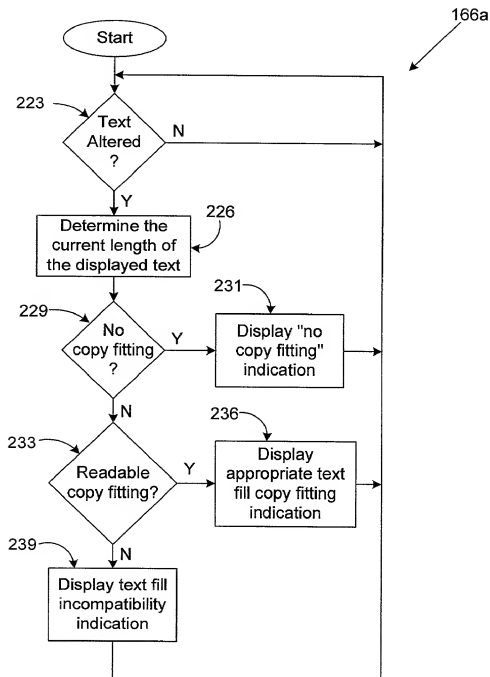 166a
Start
223
Text
Altered
?
N
Y
Determine the
current length of
the displayed text
226
229
No
copy fitting
?
Y
231
Display "no
copy fitting"
indication
N
233
Readable
copy fitting?
Y
236
Display
appropriate text
fill copy fitting
indication
N
239
Display text fill
incompatibility
indication